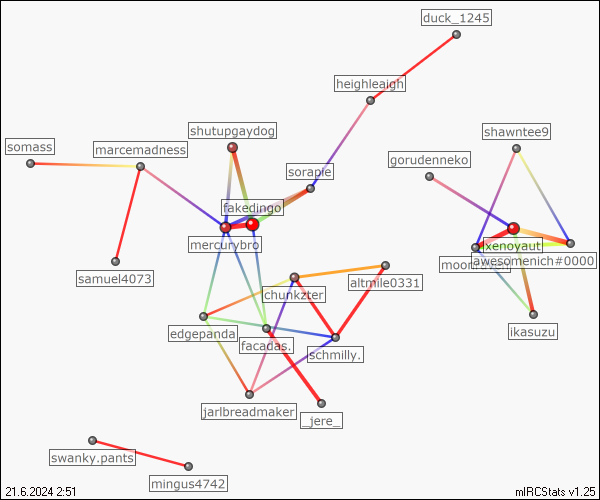 duck_1245
heighleaigh
shutupgaydog
shawntee9
somass
marcemadness
gorudenneko
sorapie
fakedingo
mercurybro
xenoyaut
awesomenich#0000
samuel4073
altmile0331
chunkzter
edgepanda
ikasuzu
facadas.
schmilly.
jarlbreadmaker
_jere_
swanky.pants
mingus4742
21.6.2024 2:51
mIRCStats v1.25